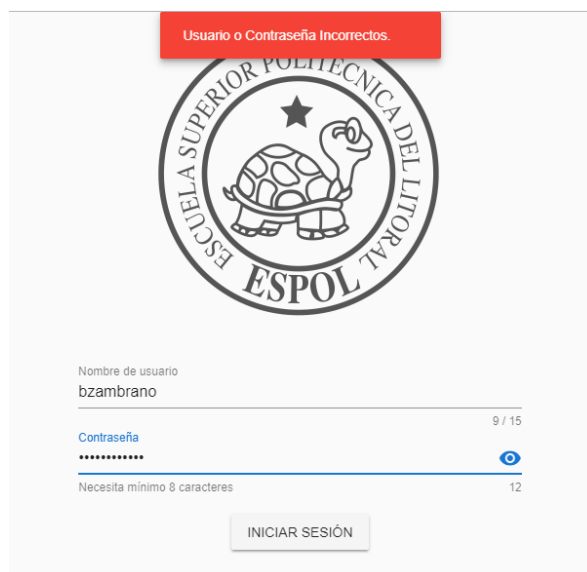 Usuario o Contraseña Incorrectos.
ESCUELA SUPERIOR POLITECNICA DEL LITORAL
ESPOL
Nombre de usuario
bzambrano
9 / 15
Contraseña
••••••••••••
Necesita mínimo 8 caracteres
12
INICIAR SESIÓN